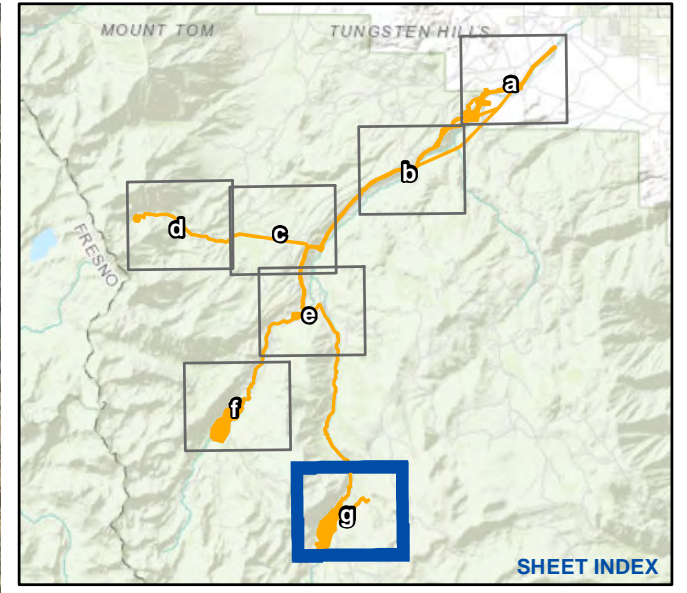 MOUNT TOM TUNGSTEN HILLS
a
b
d c
FRESNO
e
f
g
SHEET INDEX